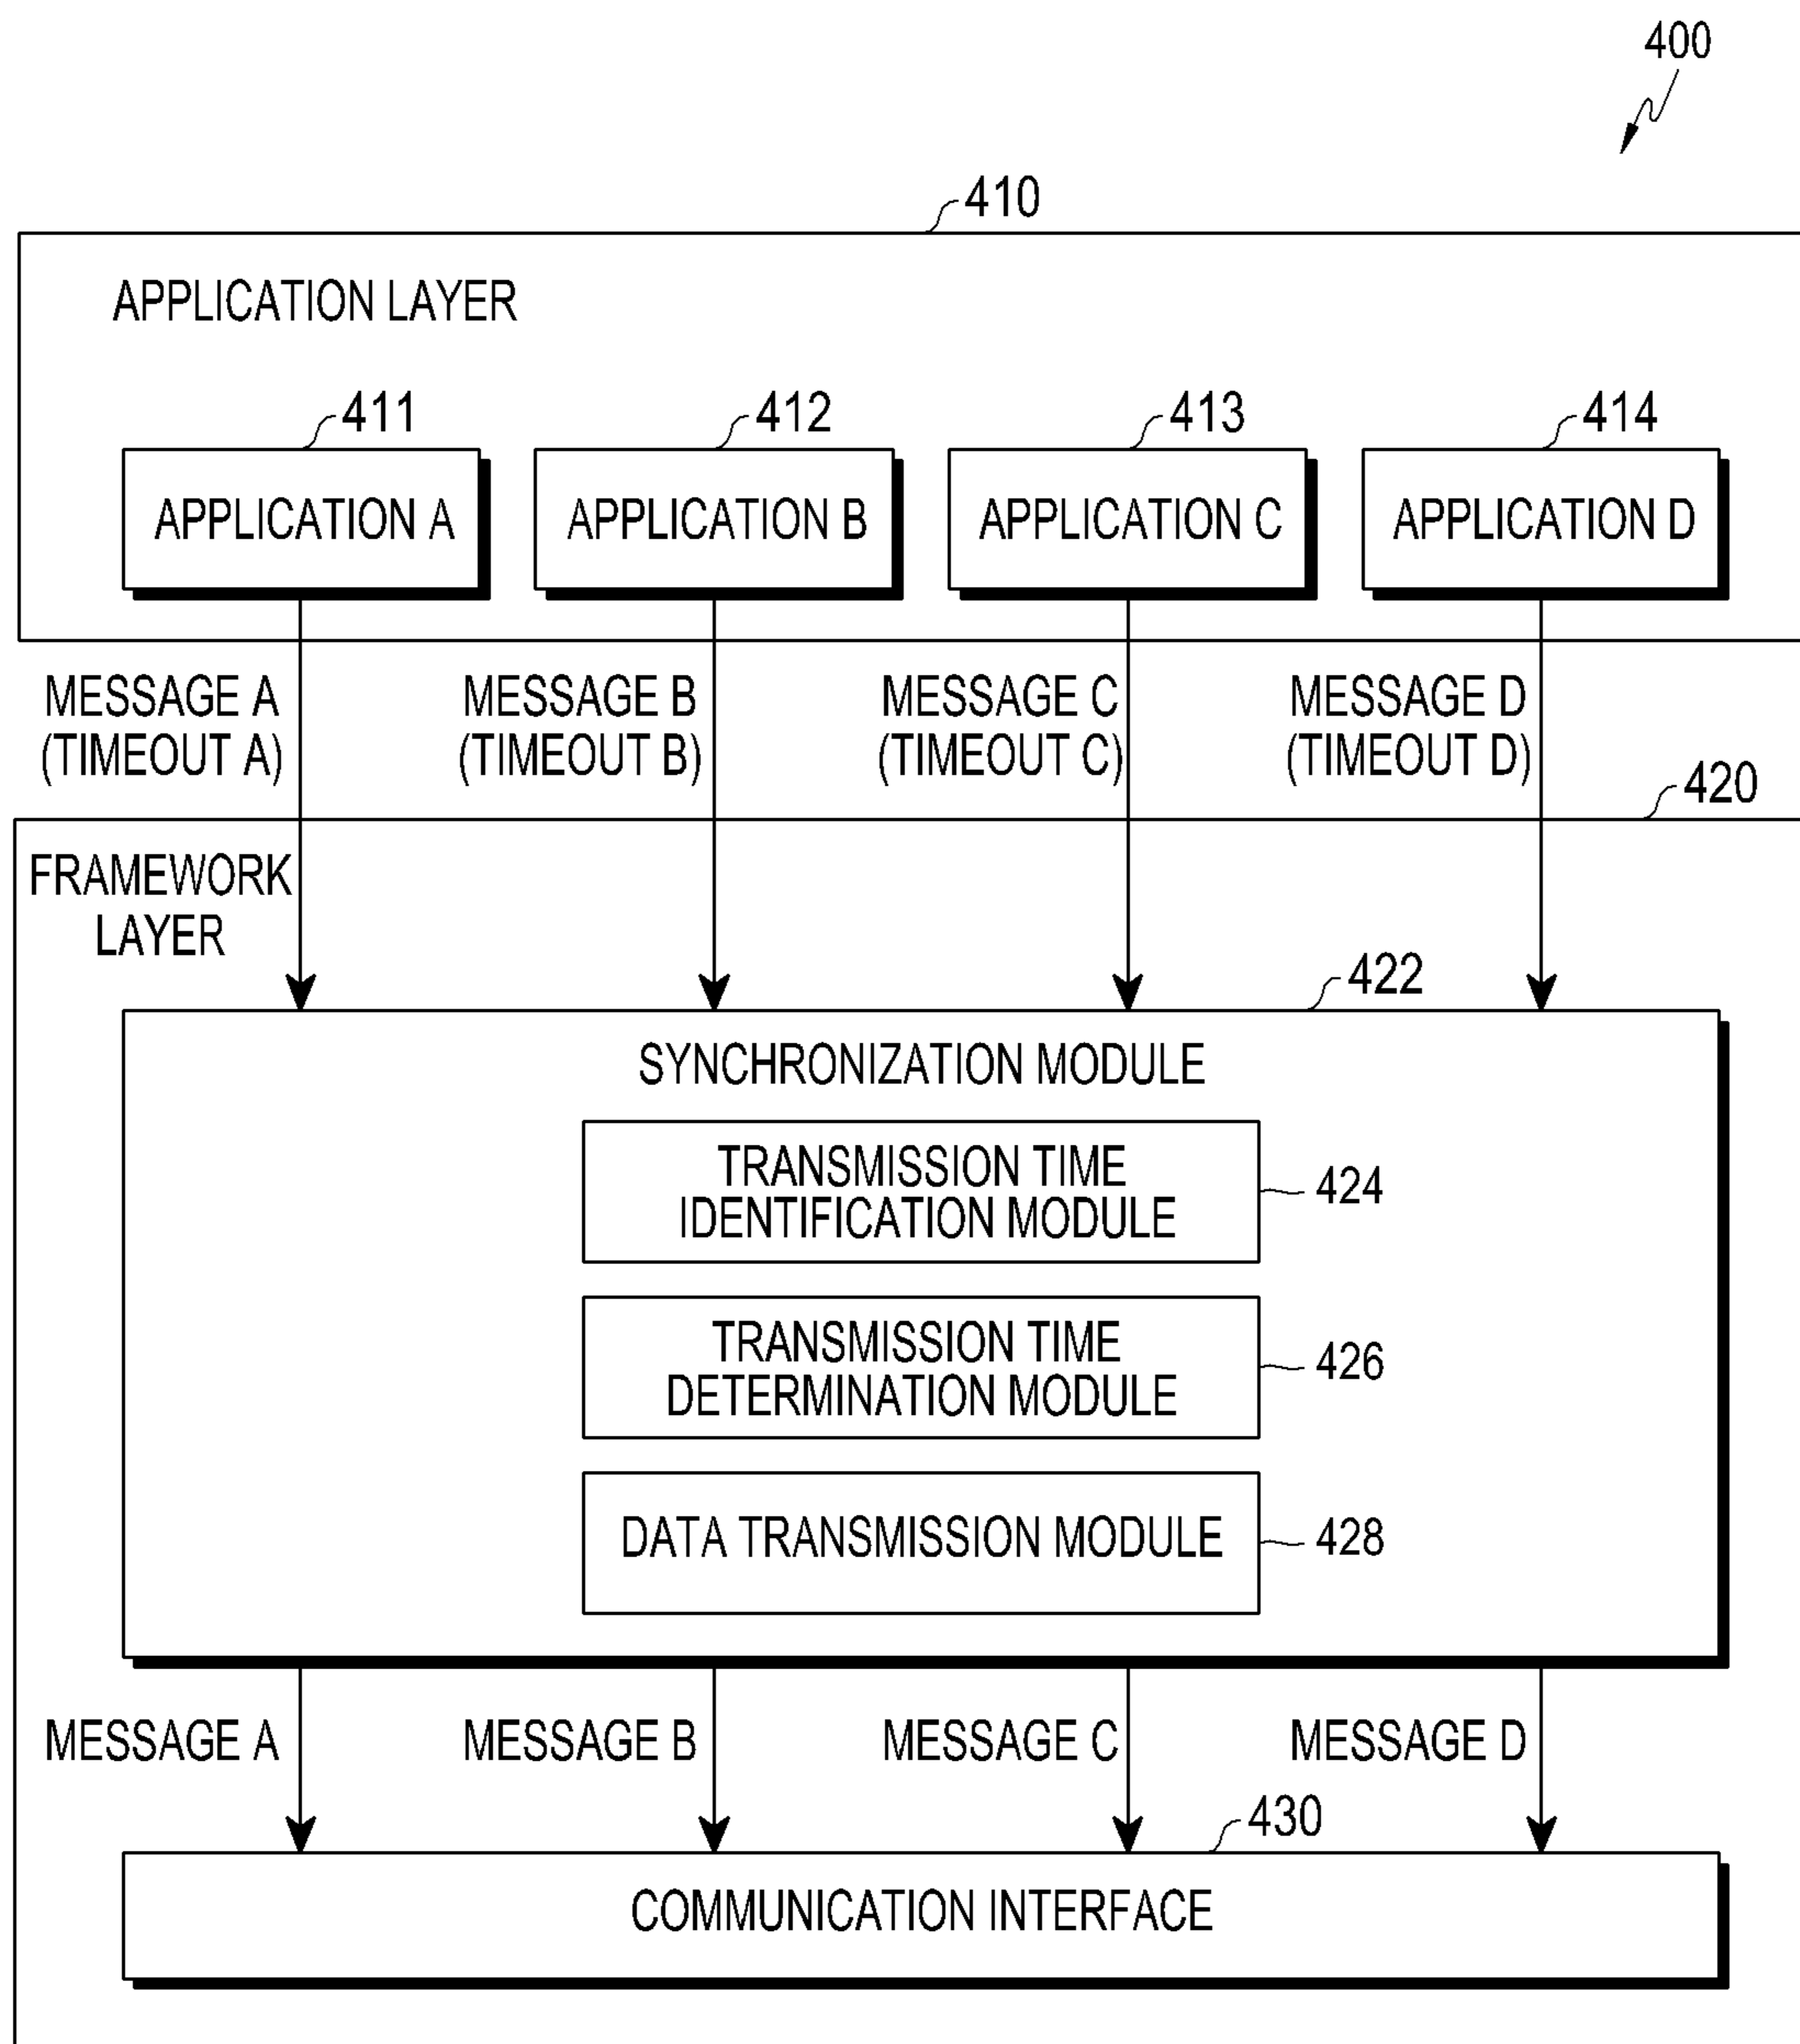 400
410
APPLICATION LAYER
411
412
413
414
APPLICATION A
APPLICATION B
APPLICATION C
APPLICATION D
MESSAGE A
(TIMEOUT A)
MESSAGE B
(TIMEOUT B)
MESSAGE C
(TIMEOUT C)
MESSAGE D
(TIMEOUT D)
420
FRAMEWORK
LAYER
422
SYNCHRONIZATION MODULE
TRANSMISSION TIME
IDENTIFICATION MODULE
424
TRANSMISSION TIME
DETERMINATION MODULE
426
DATA TRANSMISSION MODULE
428
MESSAGE A
MESSAGE B
MESSAGE C
MESSAGE D
430
COMMUNICATION INTERFACE